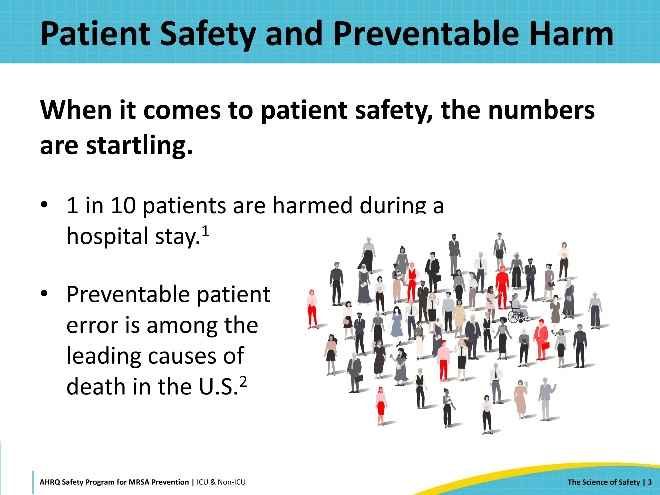 Patient Safety and Preventable Harm
When it comes to patient safety, the numbers
are startling.
• 1 in 10 patients are harmed during a
hospital stay.1
• Preventable patient
error is among the
leading causes of
death in the U.S.2
AHRQ Safety Program for MRSA Prevention | ICU & Non-ICU
The Science of Safety | 3